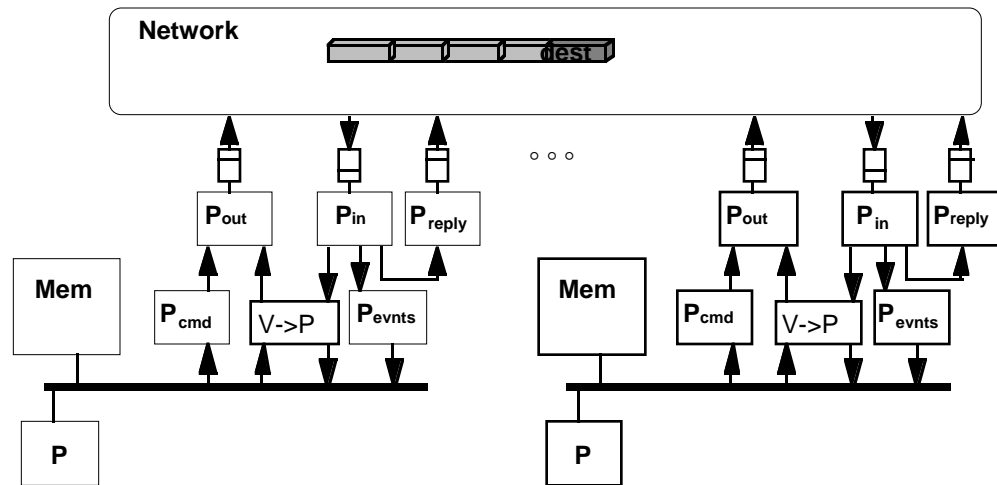 Network
dest
° ° °
Pout Pin Preply Pout Pin Preply
Mem Mem
Pcmd V->P Pevnts Pcmd V->P Pevnts
P P